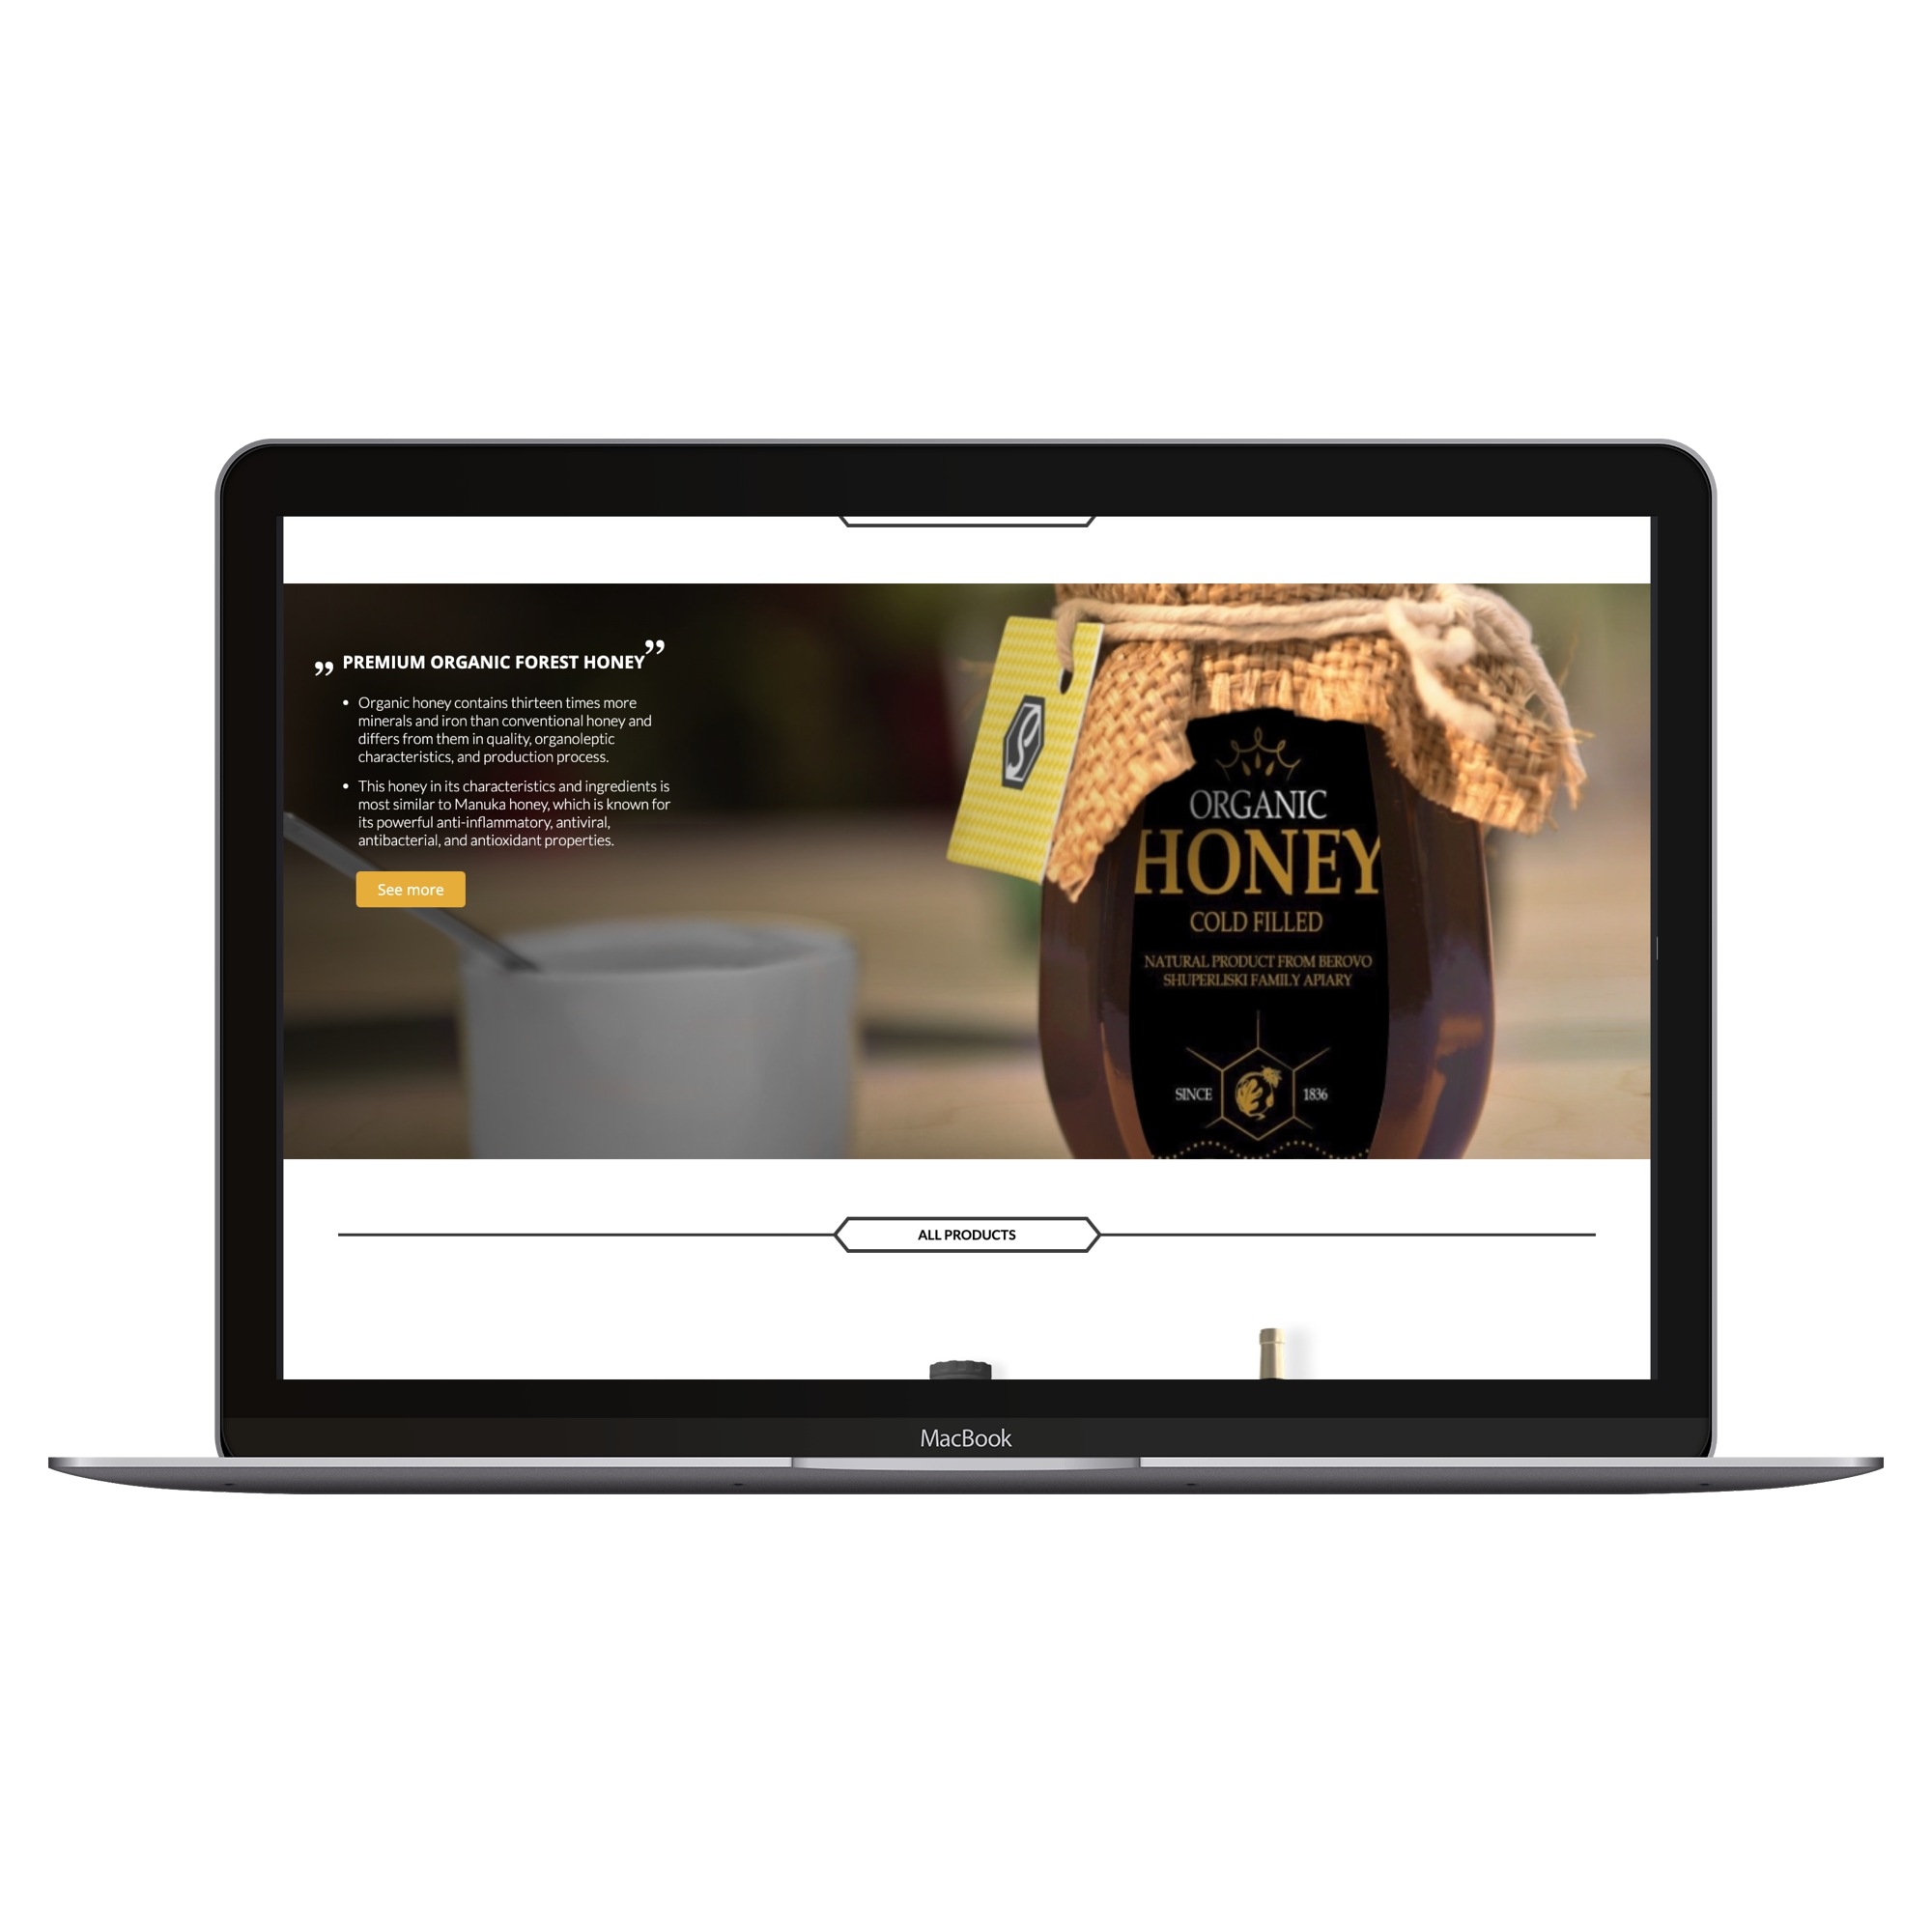 „ PREMIUM ORGANIC FOREST HONEY”
• Organic honey contains thirteen times more
minerals and iron than conventional honey and
differs from them in quality, organoleptic
characteristics, and production process.
• This honey in its characteristics and ingredients is
most similar to Manuka honey, which is known for
its powerful anti-inflammatory, antiviral,
antibacterial, and antioxidant properties.
See more
S
ORGANIC
HONEY
COLD FILLED
NATURAL PRODUCT FROM BEROVO
SHUPERLISKI FAMILY APIARY
SINCE 1836
ALL PRODUCTS
MacBook